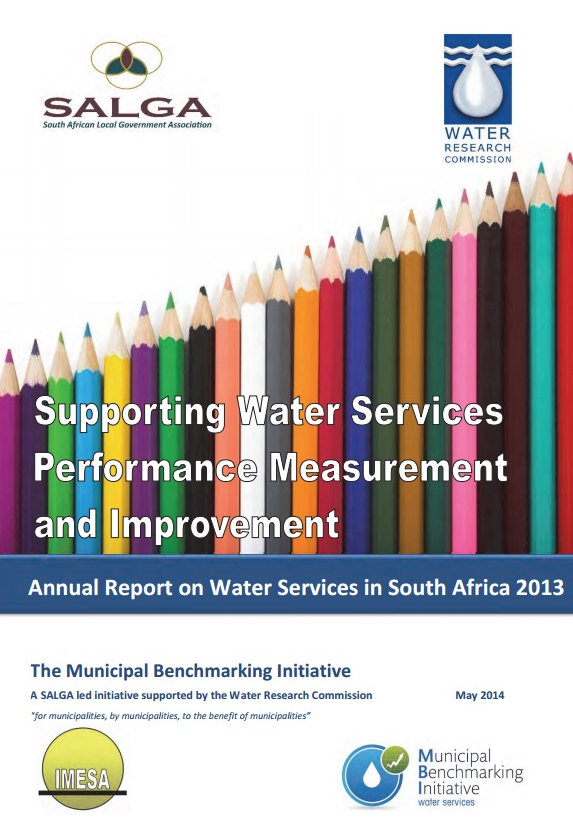 SALGA
South African Local Government Association
WATER
RESEARCH
COMMISSION
Supporting Water Services
Performance Measurement
and Improvement
Annual Report on Water Services in South Africa 2013
The Municipal Benchmarking Initiative
A SALGA led initiative supported by the Water Research Commission May 2014
"for municipalities, by municipalities, to the benefit of municipalities"
IMESA
Municipal
Benchmarking
Initiative
water services